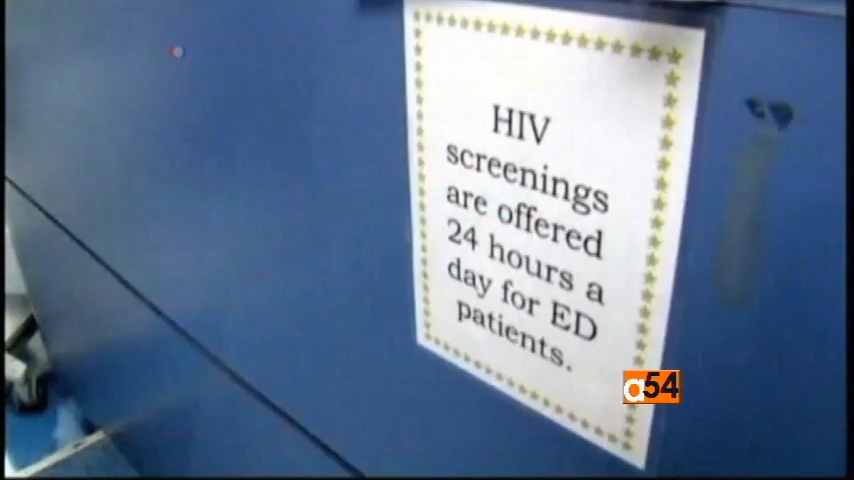 HIV
screenings
are offered
24 hours a
day for ED
patients.
a54